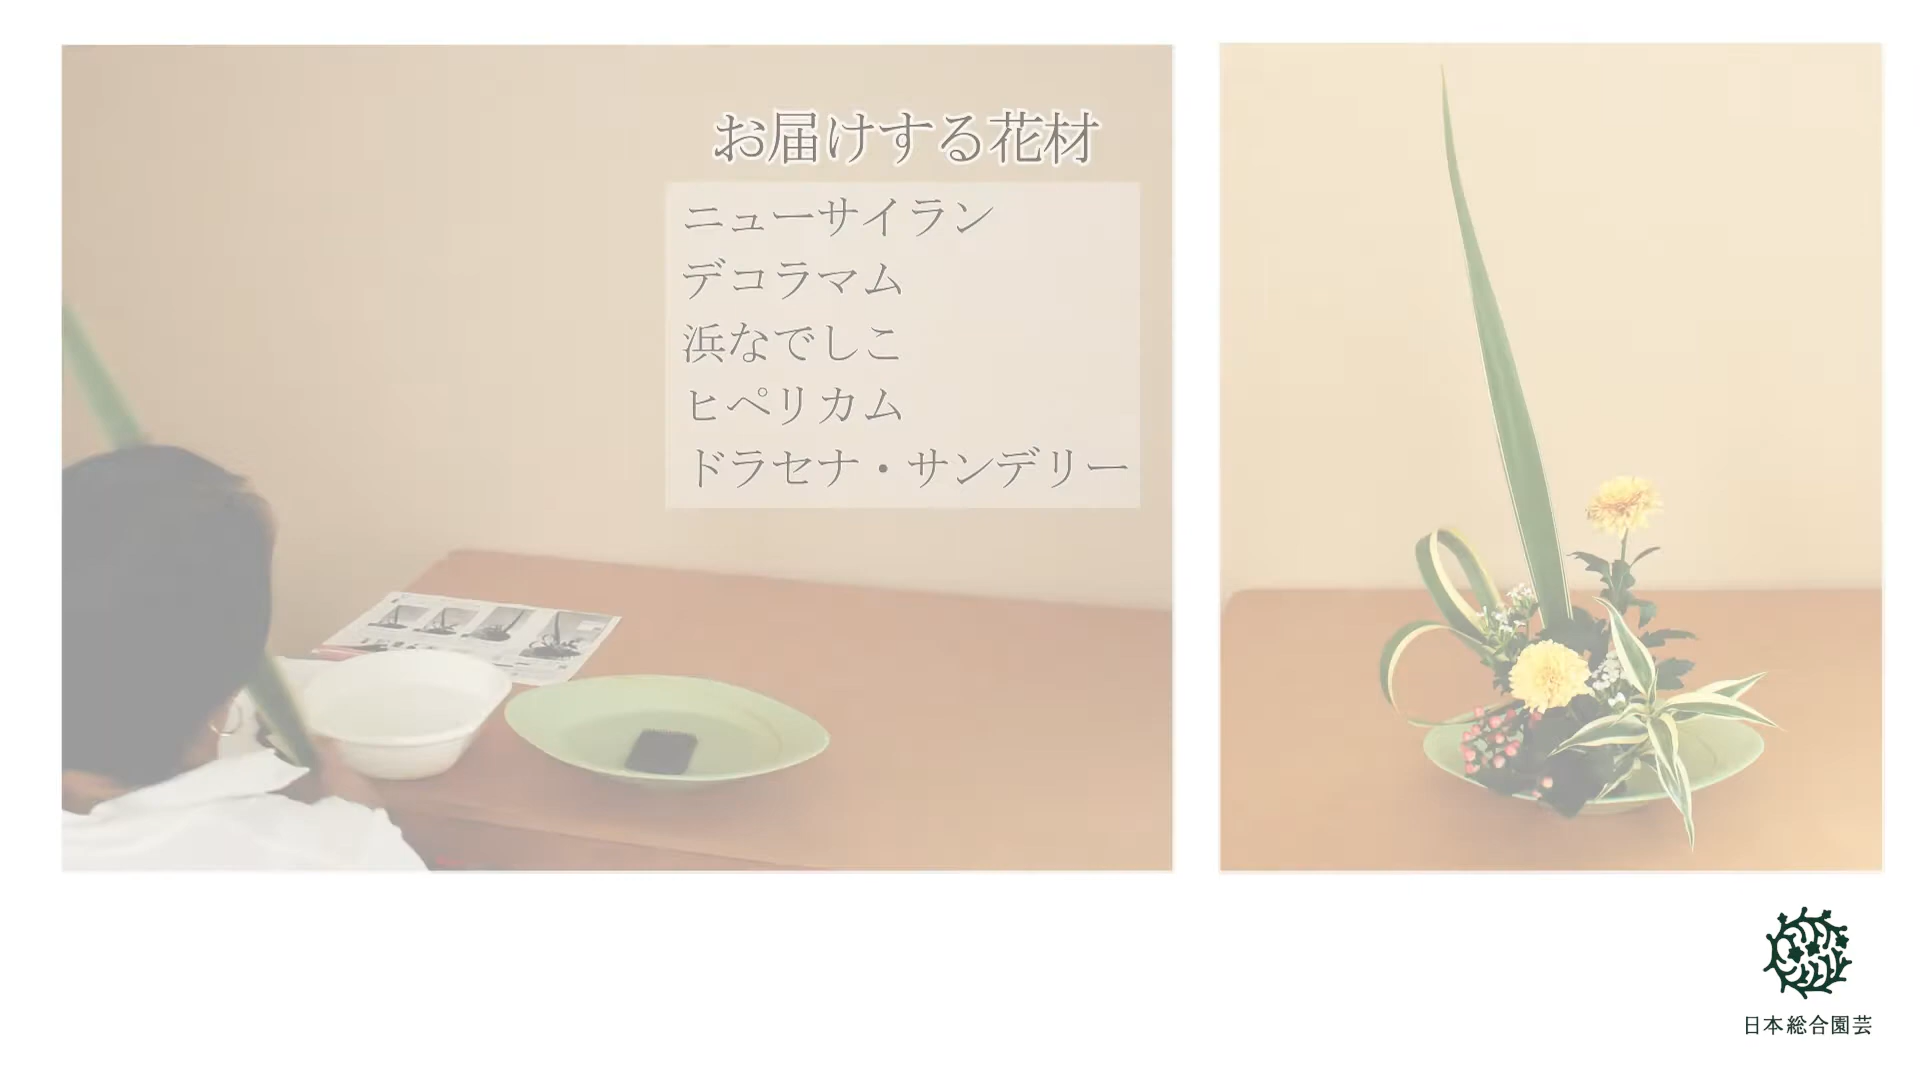 お届けする花材
ニューサイラン
デコラマム
浜なでしこ
ヒペリカム
ドラセナ・サンデリー
日本総合園芸